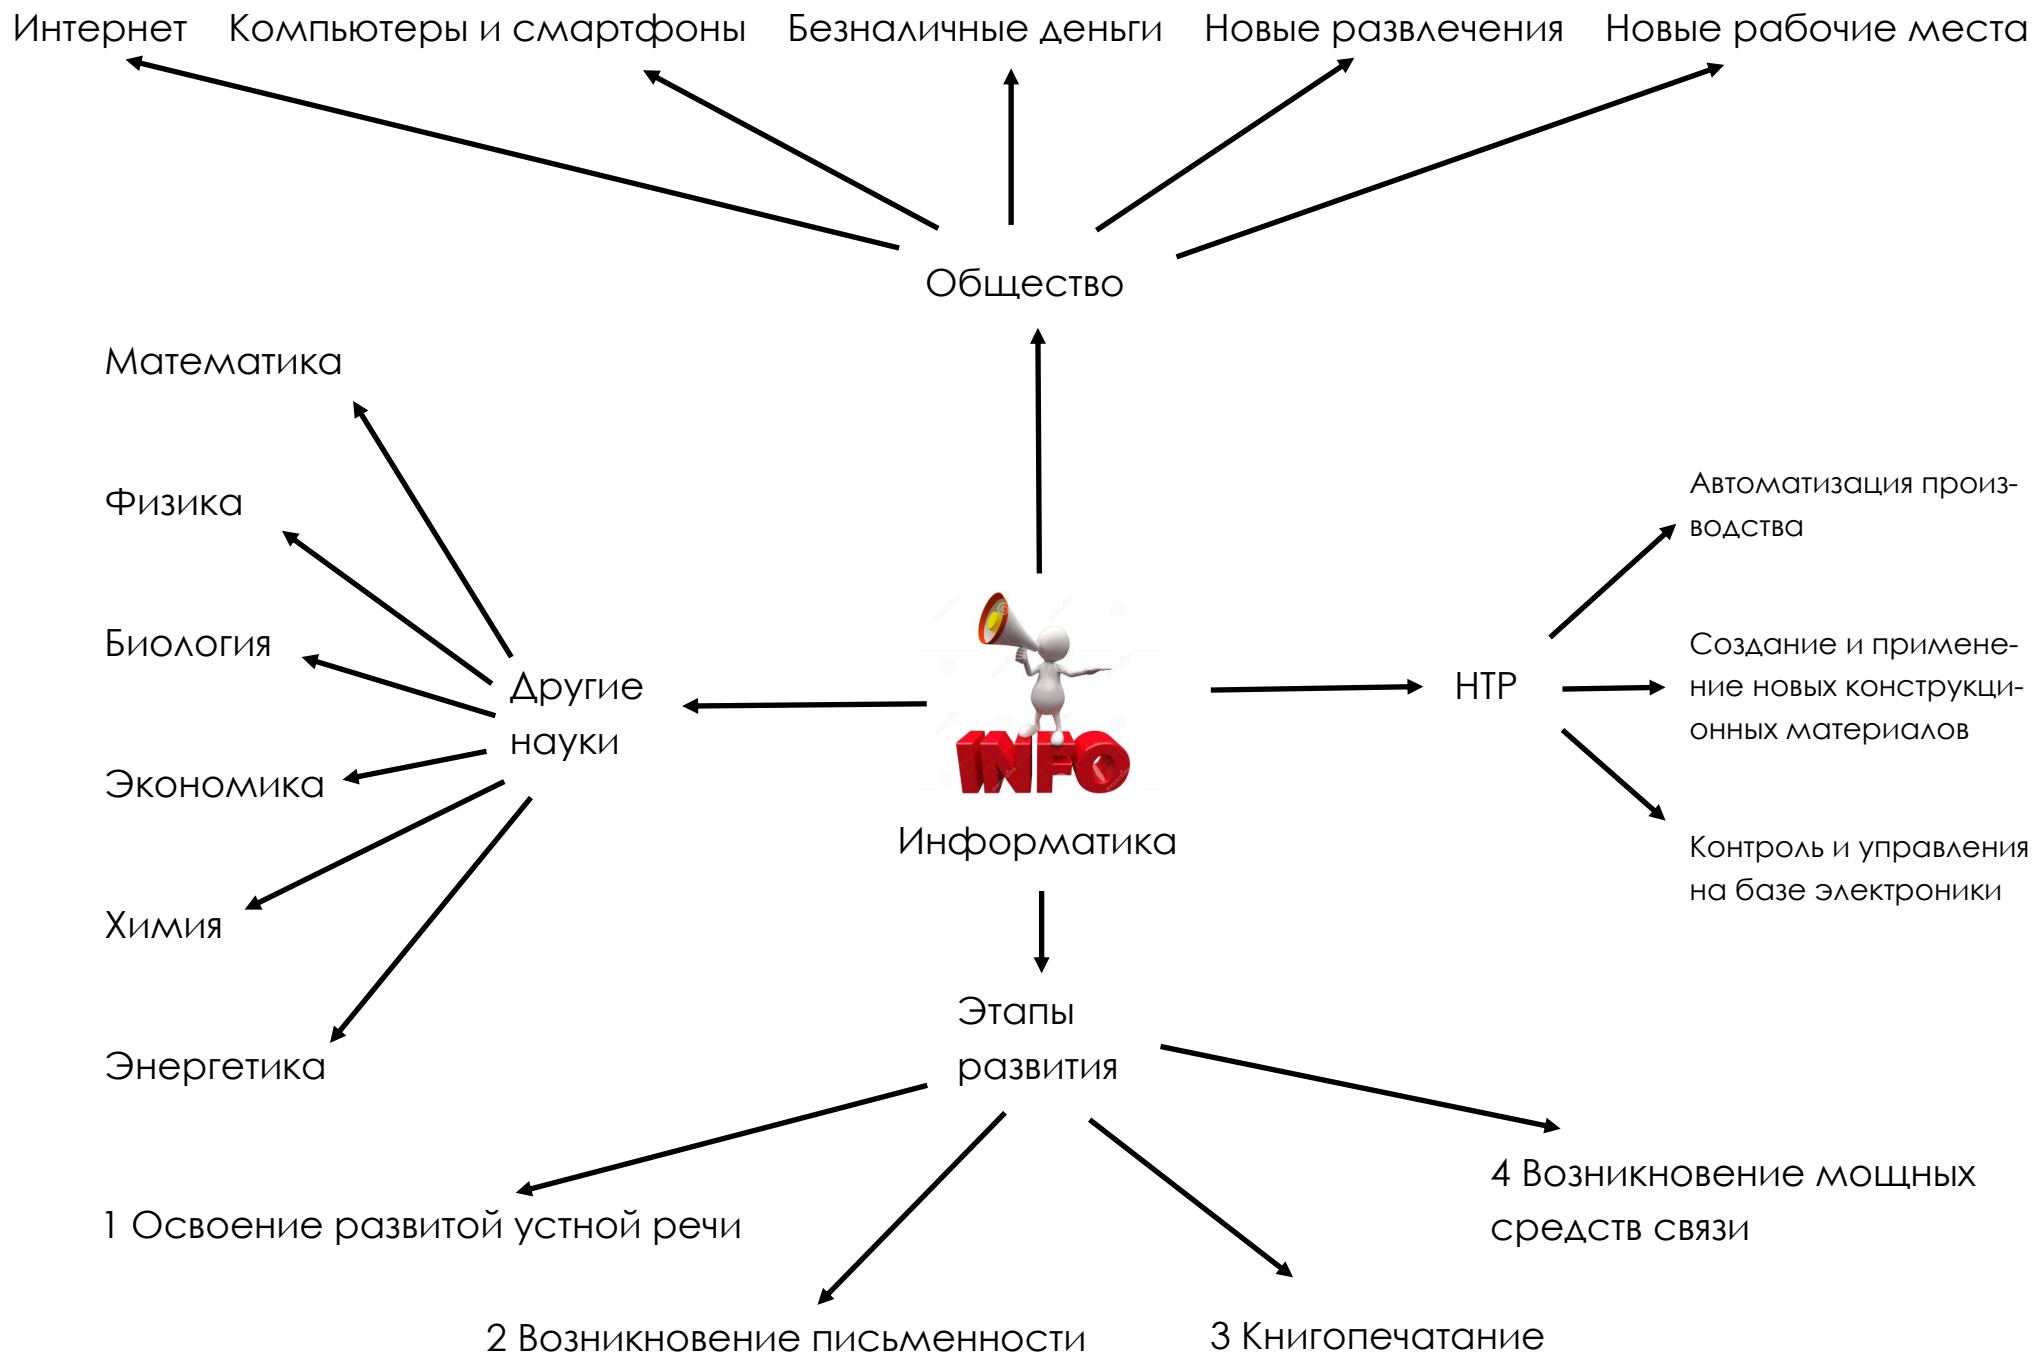 Интернет
Компьютеры и смартфоны
Безналичные деньги
Новые развлечения
Новые рабочие места
Общество
Математика
Физика
Биология
Экономика
Химия
Энергетика
Другие
науки
INFO
Информатика
НТР
Автоматизация произ-
водства
Создание и примене-
ние новых конструкци-
онных материалов
Контроль и управления
на базе электроники
Этапы
развития
1 Освоение развитой устной речи
2 Возникновение письменности
3 Книгопечатание
4 Возникновение мощных
средств связи